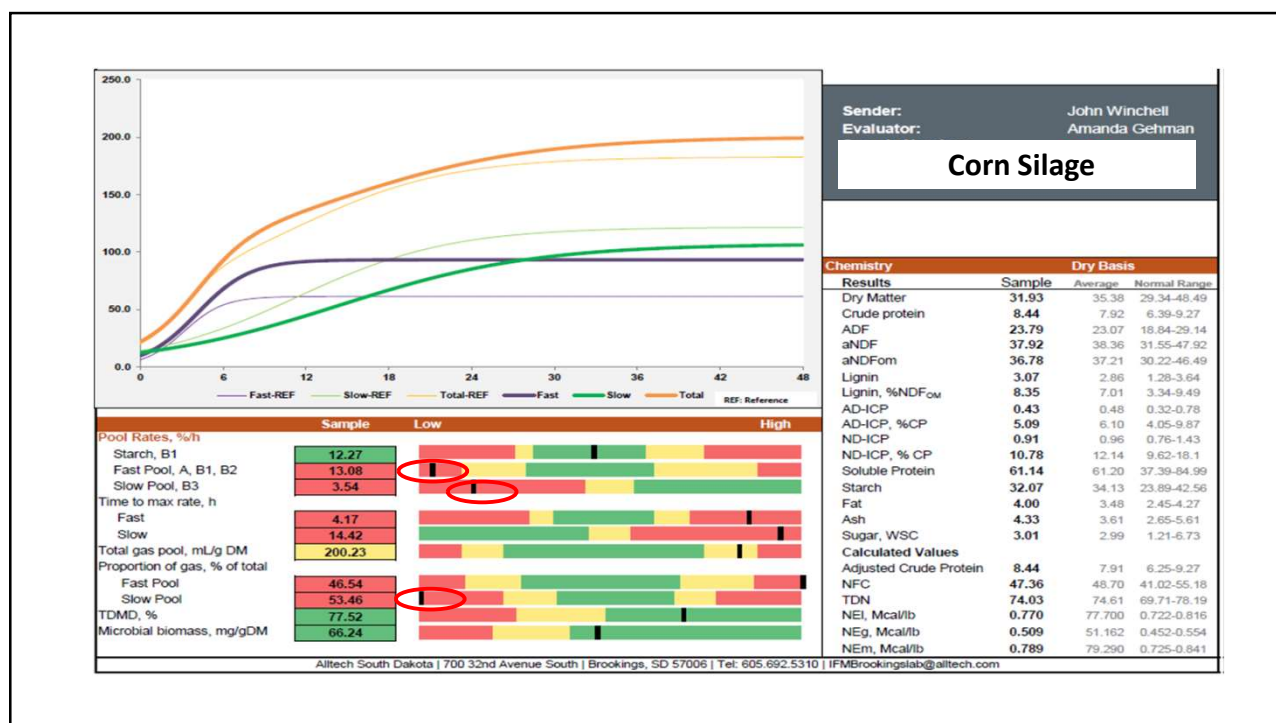 250.0
200.0
150.0
100.0
50.0
0.0
0 6 12 18 24 30 36 42 48
Fast-REF Slow-REF Total-REF Fast Slow Total REF: Reference
Sender: John Winchell
Evaluator: Amanda Gehman
Corn Silage
Sample Low High
Pool Rates, %/h
Starch, B1 12.27
Fast Pool, A, B1, B2 13.08
Slow Pool, B3 3.54
Time to max rate, h
Fast 4.17
Slow 14.42
Total gas pool, mL/g DM 200.23
Proportion of gas, % of total
Fast Pool 46.54
Slow Pool 53.46
TDMD, % 77.52
Microbial biomass, mg/gDM 66.24
Chemistry Dry Basis
Results Sample Average Normal Range
Dry Matter 31.93 35.38 29.34-48.49
Crude protein 8.44 7.92 6.39-9.27
ADF 23.79 23.07 18.84-29.14
aNDF 37.92 38.36 31.55-47.92
aNDFom 36.78 37.21 30.22-46.49
Lignin 3.07 2.86 1.28-3.64
Lignin, %NDFOM 8.35 7.01 3.34-9.49
AD-ICP 0.43 0.48 0.32-0.78
AD-ICP, %CP 5.09 6.10 4.05-9.87
ND-ICP 0.91 0.96 0.76-1.43
ND-ICP, % CP 10.78 12.14 9.62-18.1
Soluble Protein 61.14 61.20 37.39-84.99
Starch 32.07 34.13 23.89-42.56
Fat 4.00 3.48 2.45-4.27
Ash 4.33 3.61 2.65-5.61
Sugar, WSC 3.01 2.99 1.21-6.73
Calculated Values
Adjusted Crude Protein 8.44 7.91 6.25-9.27
NFC 47.36 48.70 41.02-55.18
TDN 74.03 74.61 69.71-78.19
NEl, Mcal/lb 0.770 77.700 0.722-0.816
NEg, Mcal/lb 0.509 51.162 0.452-0.554
NEm, Mcal/lb 0.789 79.290 0.725-0.841
Alltech South Dakota | 700 32nd Avenue South | Brookings, SD 57006 | Tel: 605.692.5310 | IFMBrookingslab@alltech.com